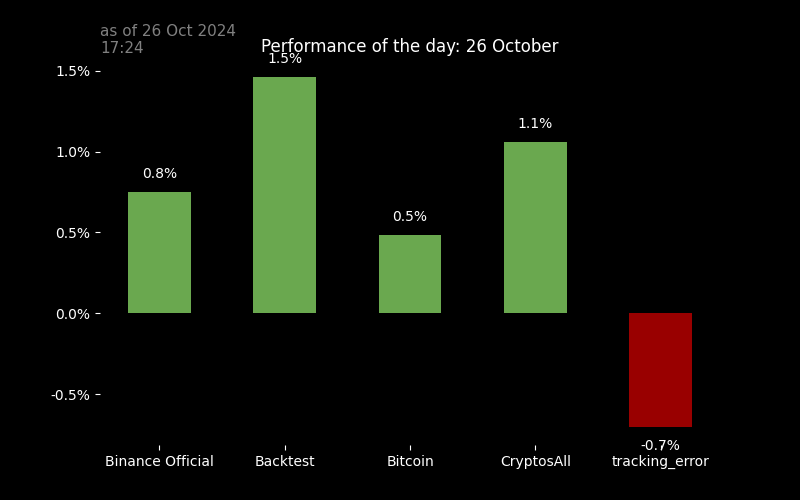 as of 26 Oct 2024
17:24
Performance of the day: 26 October
1.5%
1.5%
1.0%
0.5%
0.0%
-0.5%
0.8%
0.5%
1.1%
-0.7%
Binance Official
Backtest
Bitcoin
CryptosAll
tracking_error